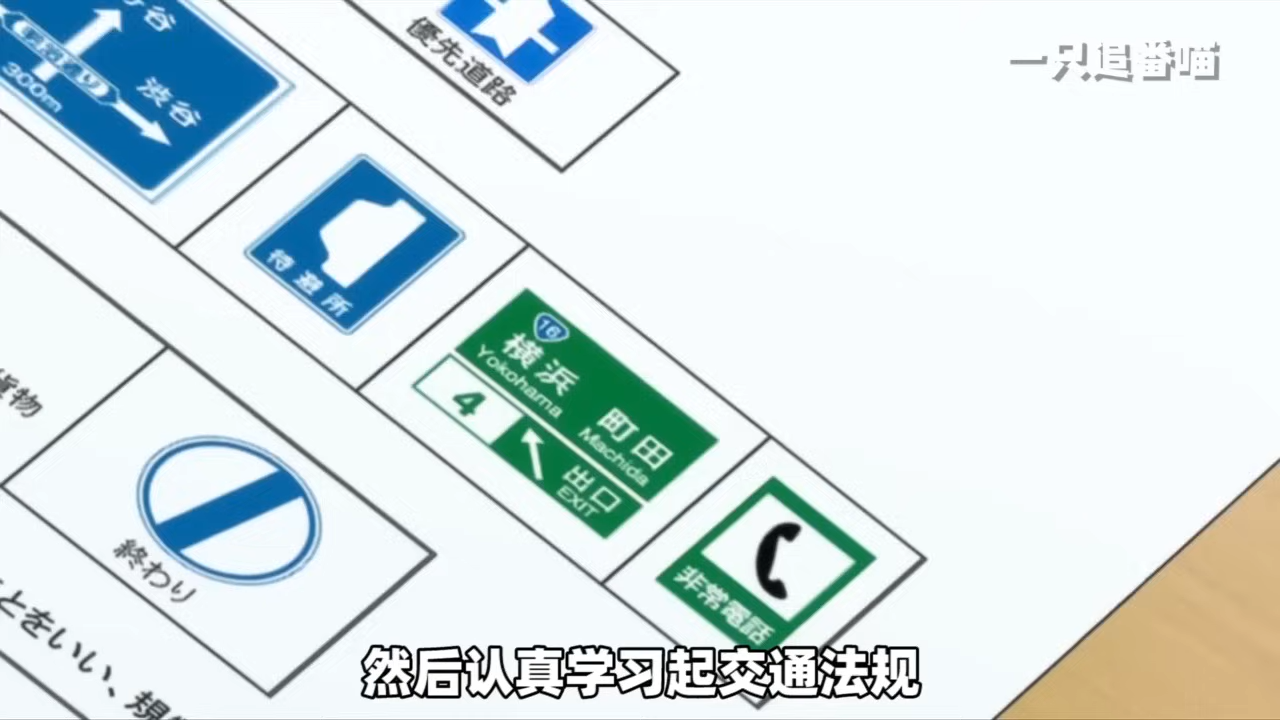 一只追番喵
優先道路
渋谷
300m
待避所
16
横浜 町田
Yokohama Machida
4
出口
EXIT
貨物
終わり
非常電話
とをいい、規
然后认真学习起交通法规